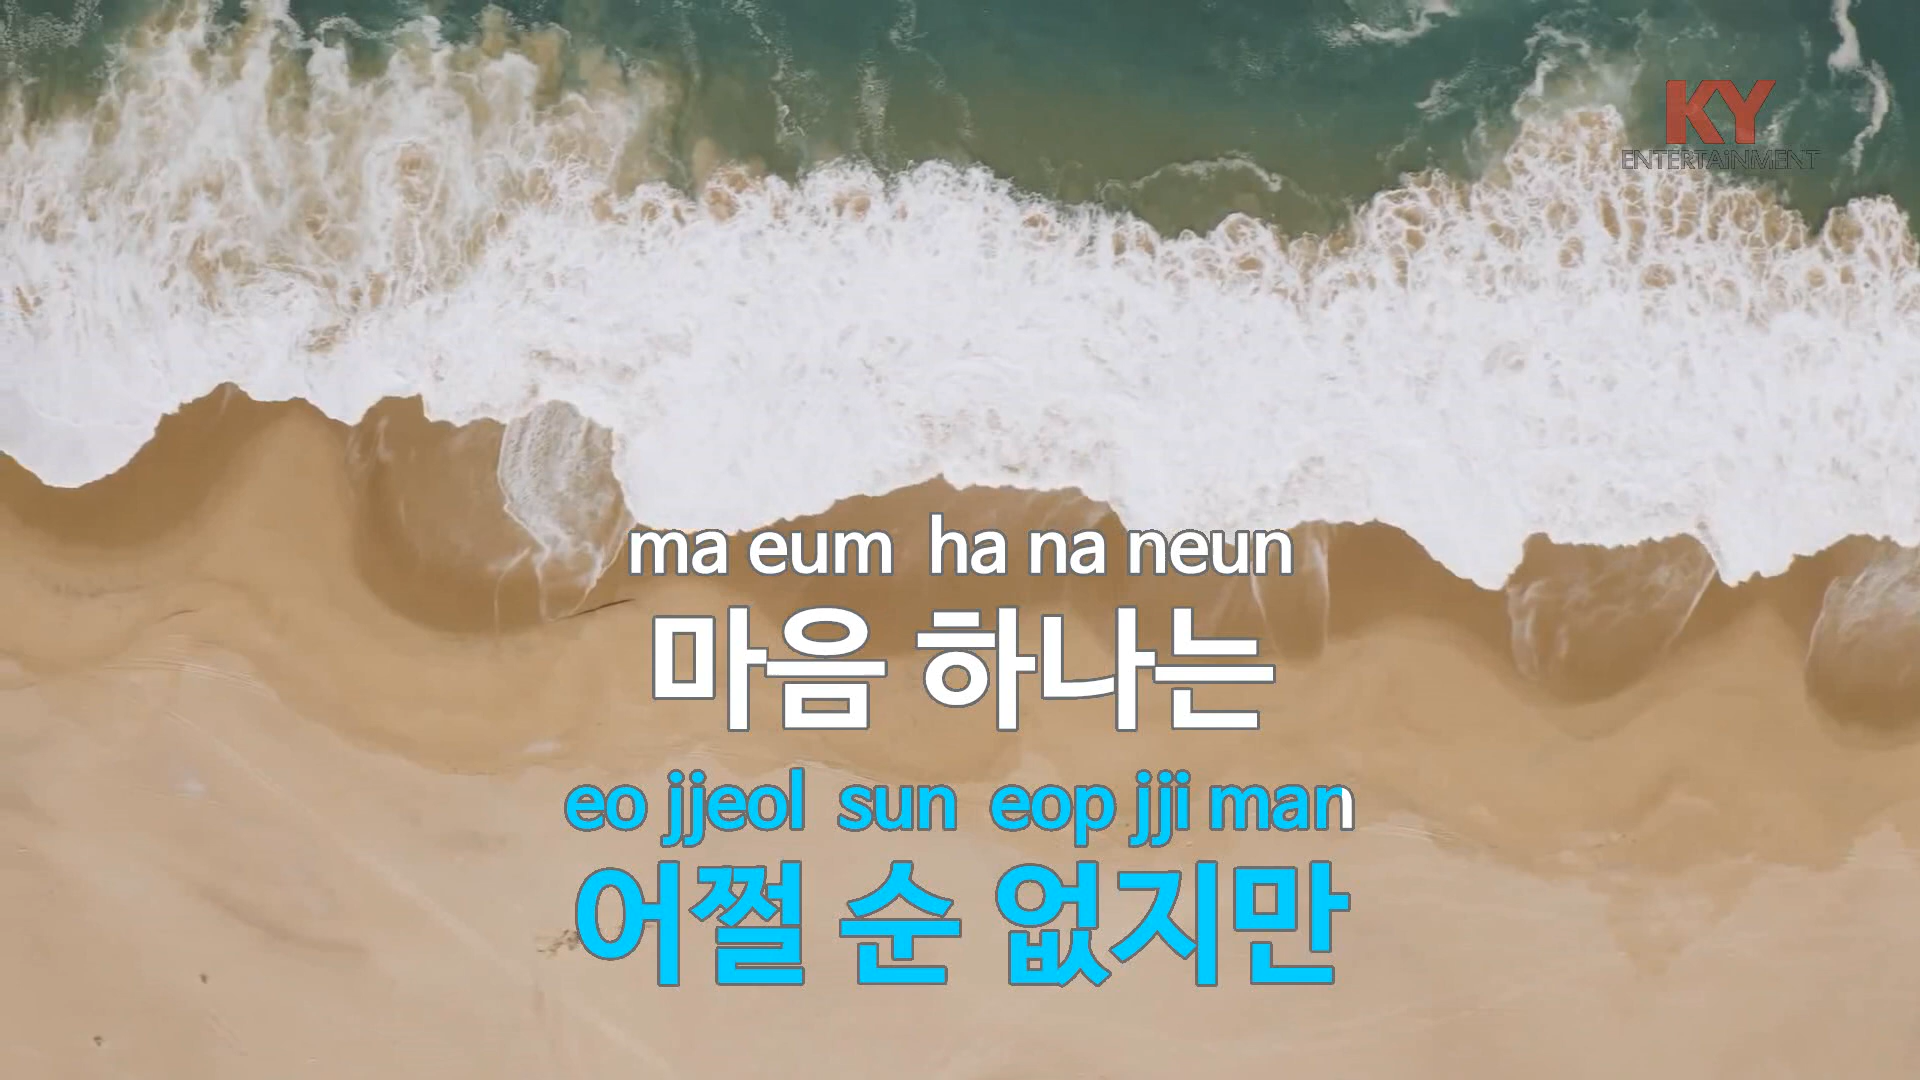 KY
ENTERTAiNMENT
ma eum ha na neun
마음 하나는
eo jjeol sun eop jji man
어쩔 순 없지만